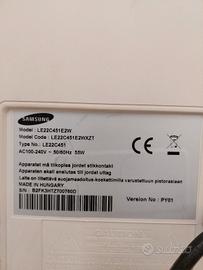 SAMSUNG
Model : LE22C451E2W
Model Code : LE22C451E2WXZT
Type No. : LE22C451
AC100-240V ~ 50/60Hz 55W
Apparatet må tilkoples jordet stikkontakt
Apparaten skall anslutas till jordat uttag
Laite on liitettävä suojamaadoitus-koskettimilla varustettuun pistorasiaan
MADE IN HUNGARY
S/N :
Version No : PY01
subito